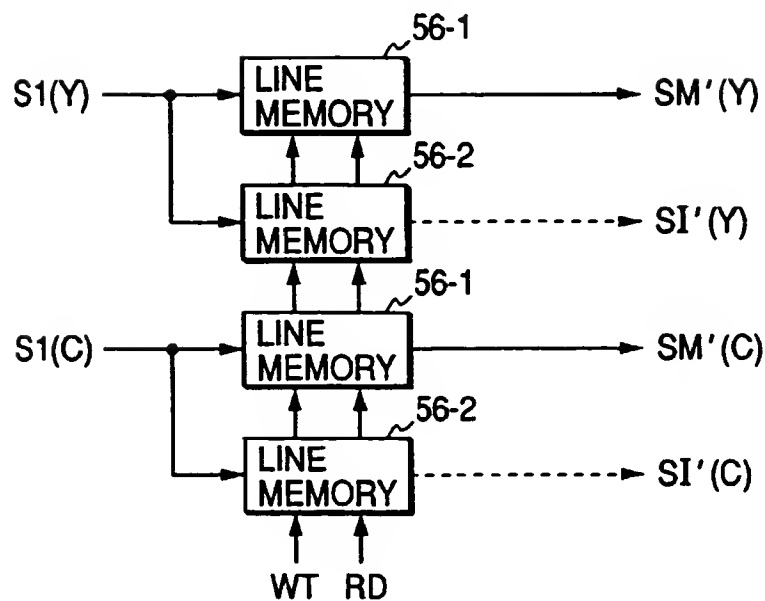 56-1
S1(Y)
LINE
MEMORY
SM'(Y)
56-2
LINE
MEMORY
SI'(Y)
56-1
S1(C)
LINE
MEMORY
SM'(C)
56-2
LINE
MEMORY
SI'(C)
WT RD